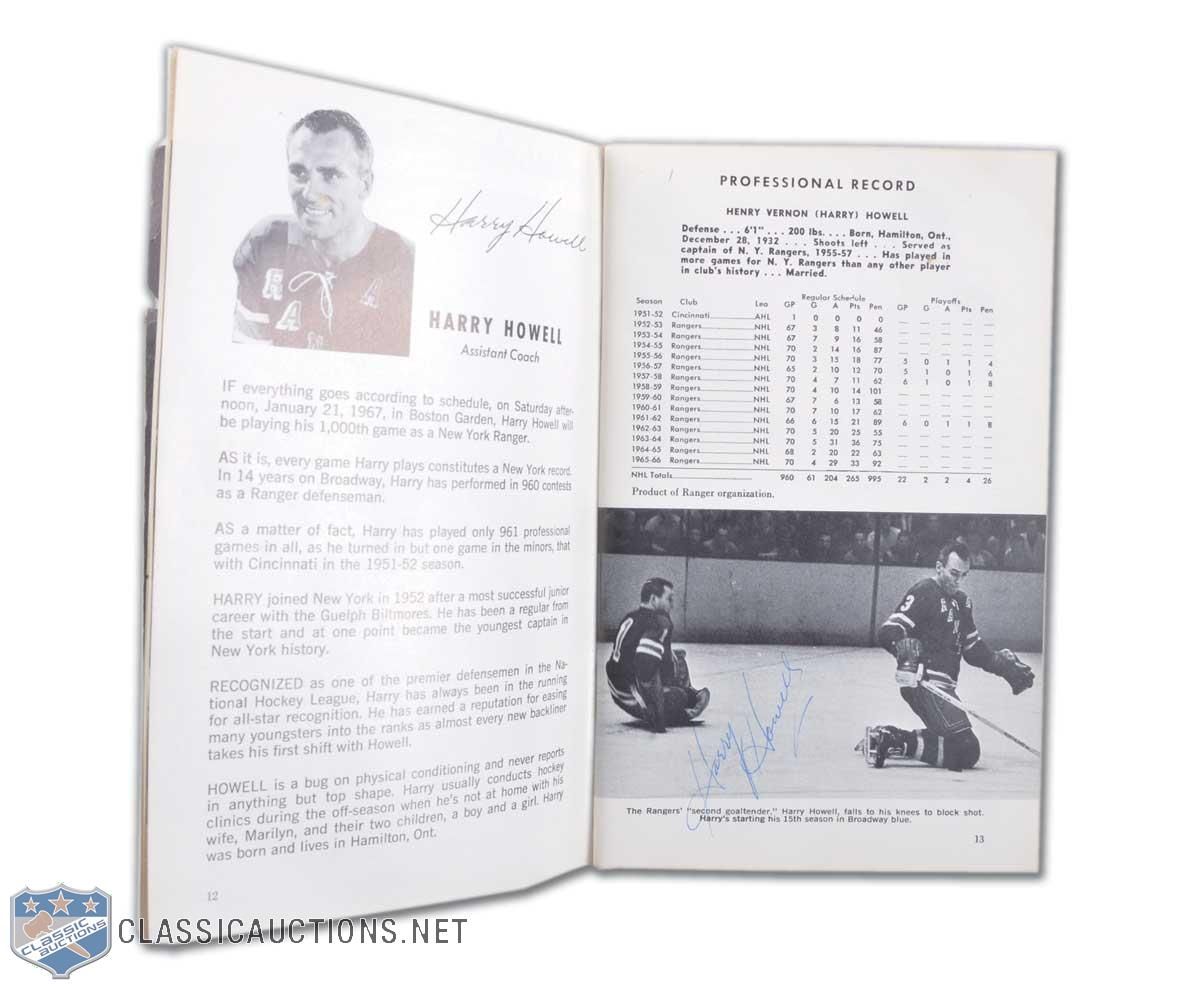 Harry Howell
HARRY HOWELL
Assistant Coach
IF everything goes according to schedule, on Saturday after-
noon, January 21, 1967, in Boston Garden, Harry Howell will
be playing his 1,000th game as a New York Ranger.
AS it is, every game Harry plays constitutes a New York record.
In 14 years on Broadway, Harry has performed in 960 contests
as a Ranger defenseman.
AS a matter of fact, Harry has played only 961 professional
games in all, as he turned in but one game in the minors, that
with Cincinnati in the 1951-52 season.
HARRY joined New York in 1952 after a most successful junior
career with the Guelph Biltmores. He has been a regular from
the start and at one point became the youngest captain in
New York history.
RECOGNIZED as one of the premier defensemen in the Na-
tional Hockey League, Harry has always been in the running
for all-star recognition. He has earned a reputation for easing
many youngsters into the ranks as almost every new backliner
takes his first shift with Howell.
HOWELL is a bug on physical conditioning and never reports
in anything but top shape. Harry usually conducts hockey
clinics during the off-season when he's not at home with his
wife, Marilyn, and their two children, a boy and a girl. Harry
was born and lives in Hamilton, Ont.
12
PROFESSIONAL RECORD
HENRY VERNON (HARRY) HOWELL
Defense . . . 6'1" . . . 200 lbs. . . . Born, Hamilton, Ont.,
December 28, 1932 . . . Shoots left . . . Served as
captain of N. Y. Rangers, 1955-57 . . . Has played in
more games for N. Y. Rangers than any other player
in club's history . . . Married.
Regular Schedule Playoffs
Season Club Lea GP G A Pts Pen GP G A Pts Pen
1951-52 Cincinnati AHL 1 0 0 0 0 — — — — —
1952-53 Rangers NHL 67 3 8 11 46 — — — — —
1953-54 Rangers NHL 67 7 9 16 58 — — — — —
1954-55 Rangers NHL 70 2 14 16 87 — — — — —
1955-56 Rangers NHL 70 3 15 18 77 5 0 1 1 4
1956-57 Rangers NHL 65 2 10 12 70 5 1 0 1 6
1957-58 Rangers NHL 70 4 7 11 62 6 1 0 1 8
1958-59 Rangers NHL 70 4 10 14 101 — — — — —
1959-60 Rangers NHL 67 7 6 13 58 — — — — —
1960-61 Rangers NHL 70 7 10 17 62 — — — — —
1961-62 Rangers NHL 66 6 15 21 89 6 0 1 1 8
1962-63 Rangers NHL 70 5 20 25 55 — — — — —
1963-64 Rangers NHL 70 5 31 36 75 — — — — —
1964-65 Rangers NHL 68 2 20 22 63 — — — — —
1965-66 Rangers NHL 70 4 29 33 92 — — — — —
NHL Totals 960 61 204 265 995 22 2 2 4 26
Product of Ranger organization.
3
1
Harry Howell
The Rangers' "second goaltender," Harry Howell, falls to his knees to block shot.
Harry's starting his 15th season in Broadway blue.
13
CLASSIC
AUCTIONS
CLASSICAUCTIONS.NET